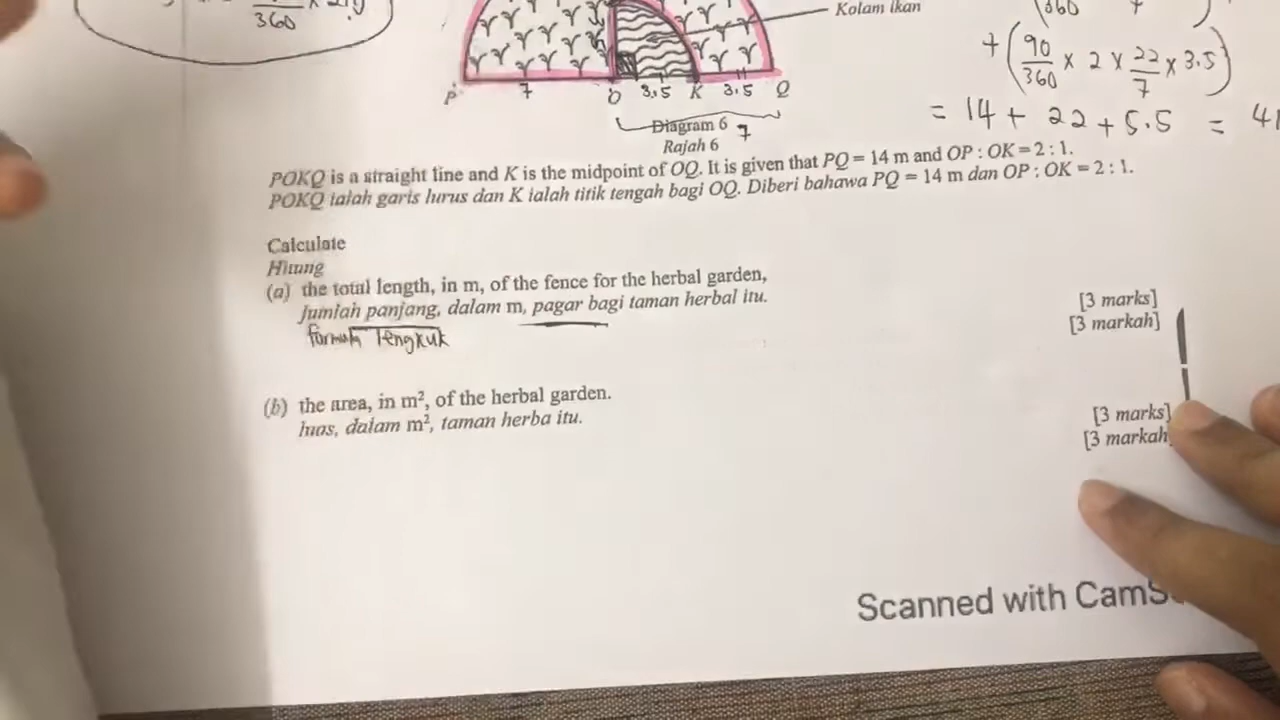 360
Kolam ikan
P 7 O 3.5 K 3.5 Q
7
Diagram 6
Rajah 6
+ (90/360 × 2 × 22/7 × 3.5)
= 14 + 22 + 5.5 = 41
POKQ is a straight line and K is the midpoint of OQ. It is given that PQ = 14 m and OP : OK = 2 : 1.
POKQ ialah garis lurus dan K ialah titik tengah bagi OQ. Diberi bahawa PQ = 14 m dan OP : OK = 2 : 1.
Calculate
Hitung
(a) the total length, in m, of the fence for the herbal garden,
jumlah panjang, dalam m, pagar bagi taman herbal itu.
[3 marks]
[3 markah]
formula lengkuk
(b) the area, in m², of the herbal garden.
luas, dalam m², taman herba itu.
[3 marks]
[3 markah
Scanned with CamS